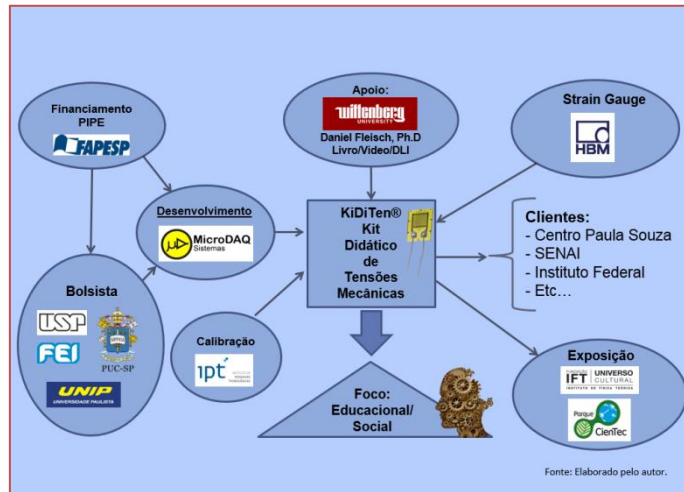 Financiamento
PIPE
FAPESP
Apoio:
Wittenberg
UNIVERSITY
Daniel Fleisch, Ph.D
Livro/Video/DLI
Strain Gauge
HBM
Desenvolvimento
MicroDAQ
Sistemas
KiDiTen®
Kit
Didático
de
Tensões
Mecânicas
Clientes:
- Centro Paula Souza
- SENAI
- Instituto Federal
- Etc...
Bolsista
USP
FEI
PUC-SP
UNIP
UNIVERSIDADE PAULISTA
Calibração
ipt
Foco:
Educacional/
Social
Exposição
IFT UNIVERSO
CULTURAL
INSTITUTO DE FÍSICA TEÓRICA
Parque
CienTec
Fonte: Elaborado pelo autor.